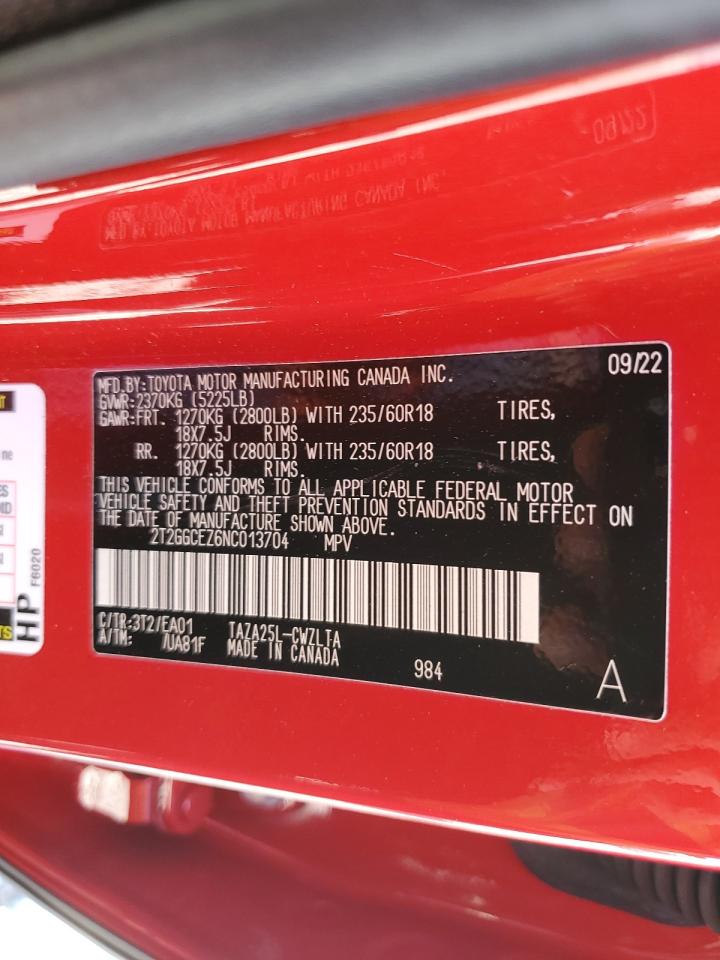 09/22
MFD.BY:TOYOTA MOTOR MANUFACTURING CANADA INC.
GVWR:2370KG (5225LB)
GAWR:FRT. 1270KG (2800LB) WITH 235/60R18 TIRES,
18X7.5J RIMS.
RR. 1270KG (2800LB) WITH 235/60R18 TIRES,
18X7.5J RIMS.
THIS VEHICLE CONFORMS TO ALL APPLICABLE FEDERAL MOTOR
VEHICLE SAFETY AND THEFT PREVENTION STANDARDS IN EFFECT ON
THE DATE OF MANUFACTURE SHOWN ABOVE.
2T2GGCEZ6NC013704 MPV
C/TR:3T2/EA01 TAZA25L-CWZLTA
A/TM: /UA81F MADE IN CANADA
984
A
HP
F6020